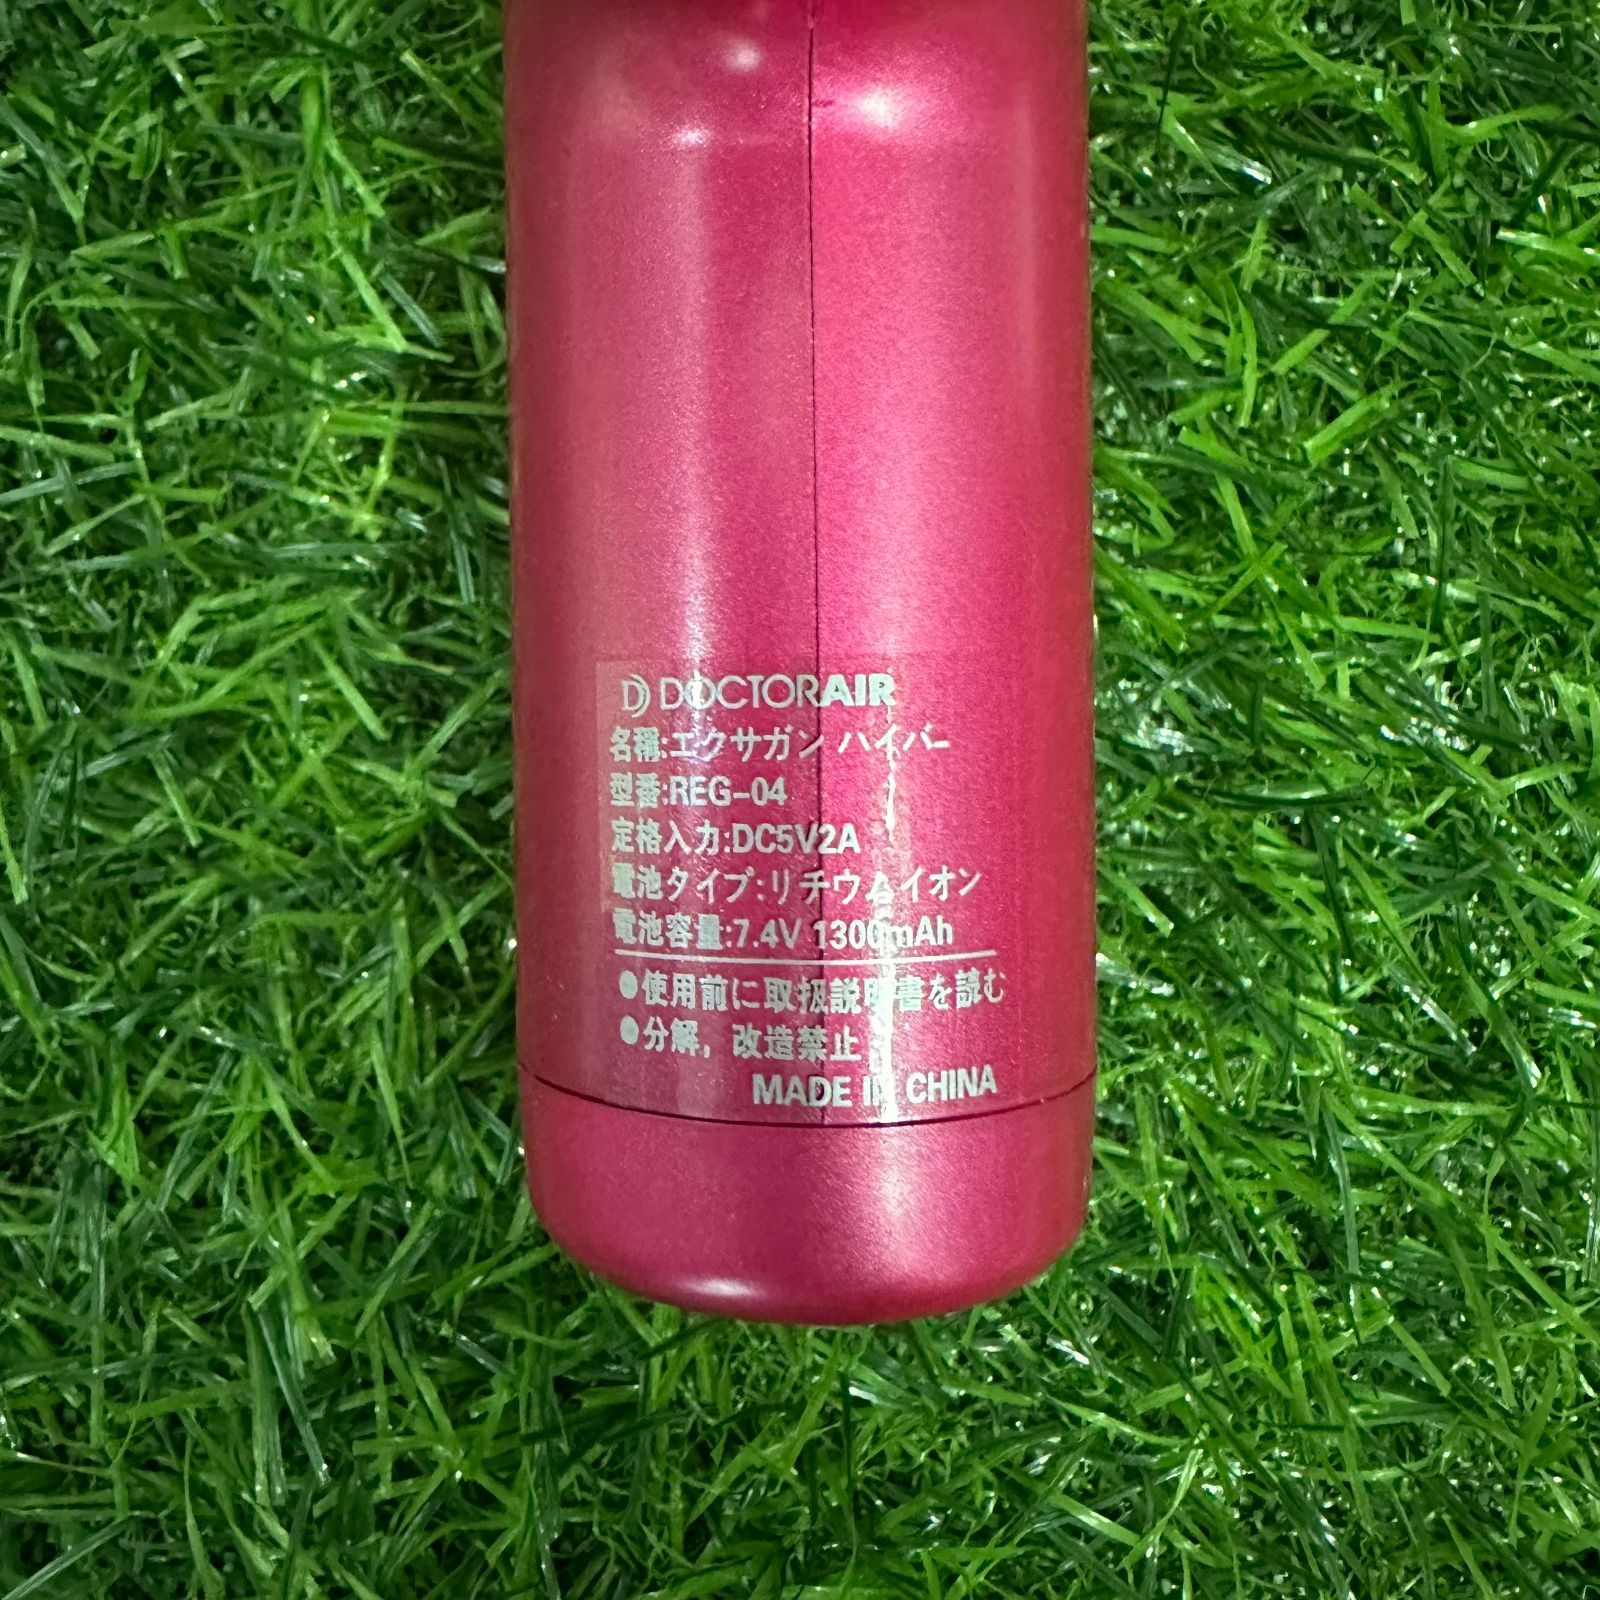 DOCTORAIR
名稱:エクサガン ハイパー
型番:REG-04
定格入力:DC5V2A
電池タイプ:リチウムイオン
電池容量:7.4V 1300mAh
●使用前に取扱説明書を読む
●分解，改造禁止
MADE IN CHINA